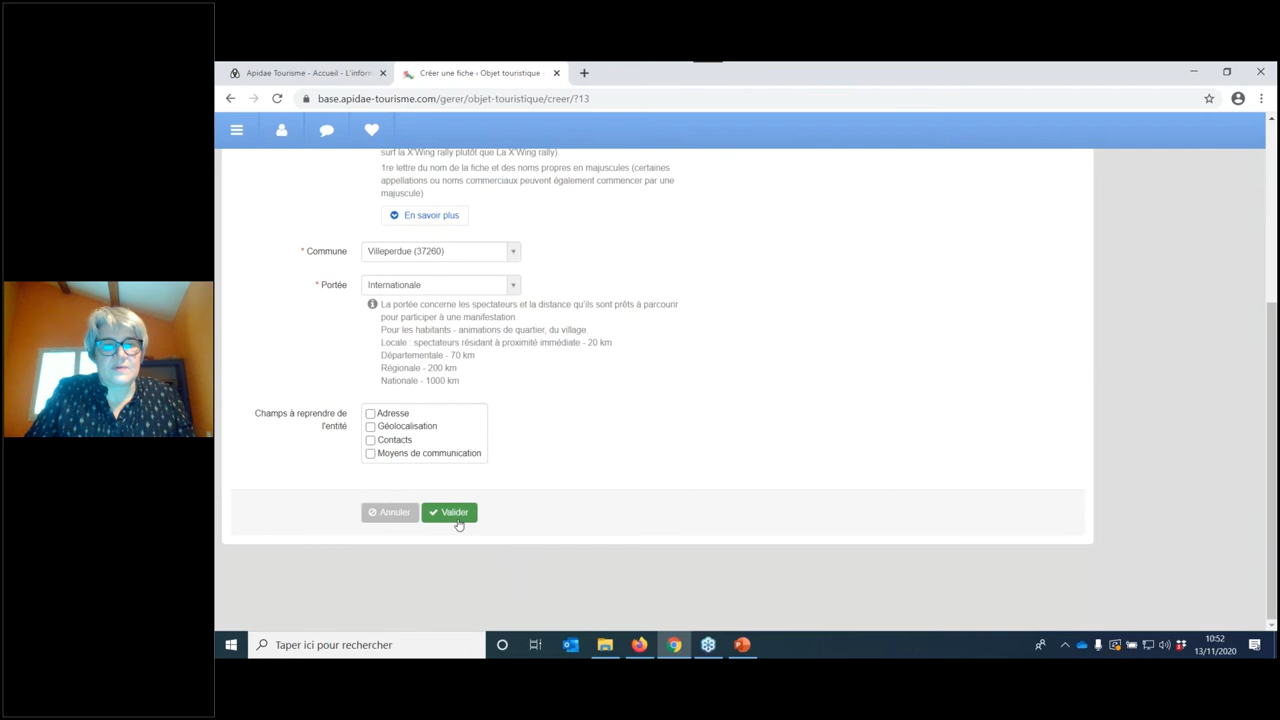 Apidae Tourisme - Accueil - L'inform
Créer une fiche ‹ Objet touristique
base.apidae-tourisme.com/gerer/objet-touristique/creer/?13
surf la X'Wing rally plutôt que La X'Wing rally)
1re lettre du nom de la fiche et des noms propres en majuscules (certaines
appellations ou noms commerciaux peuvent également commencer par une
majuscule)
En savoir plus
* Commune
Villeperdue (37260)
* Portée
Internationale
La portée concerne les spectateurs et la distance qu'ils sont prêts à parcourir
pour participer à une manifestation.
Pour les habitants - animations de quartier, du village.
Locale : spectateurs résidant à proximité immédiate - 20 km
Départementale - 70 km
Régionale - 200 km
Nationale - 1000 km
Champs à reprendre de
l'entité
Adresse
Géolocalisation
Contacts
Moyens de communication
Annuler
Valider
Taper ici pour rechercher
10:52
13/11/2020